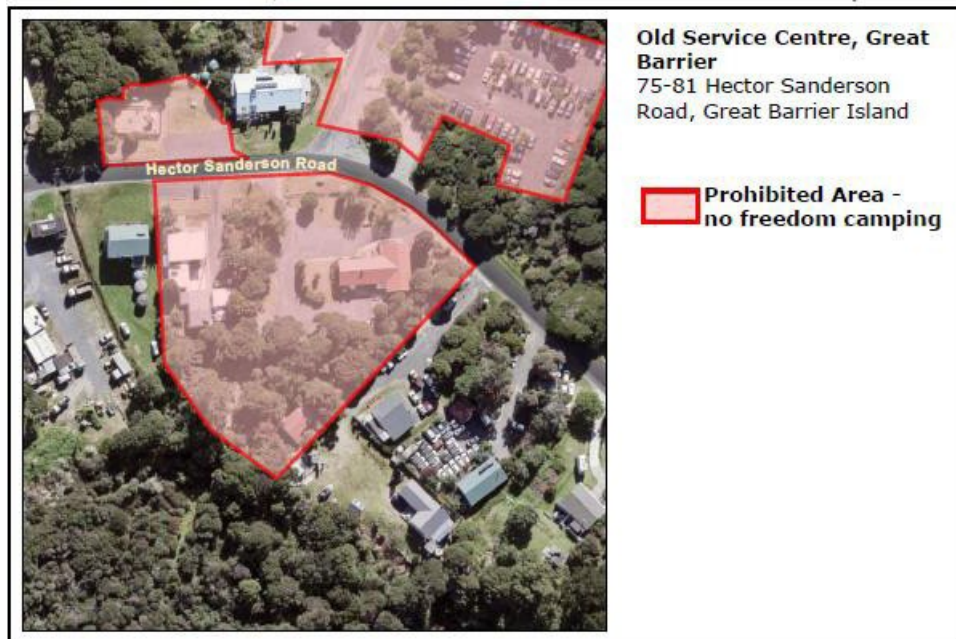 Old Service Centre, Great
Barrier
75-81 Hector Sanderson
Road, Great Barrier Island
Prohibited Area -
no freedom camping
Hector Sanderson Road